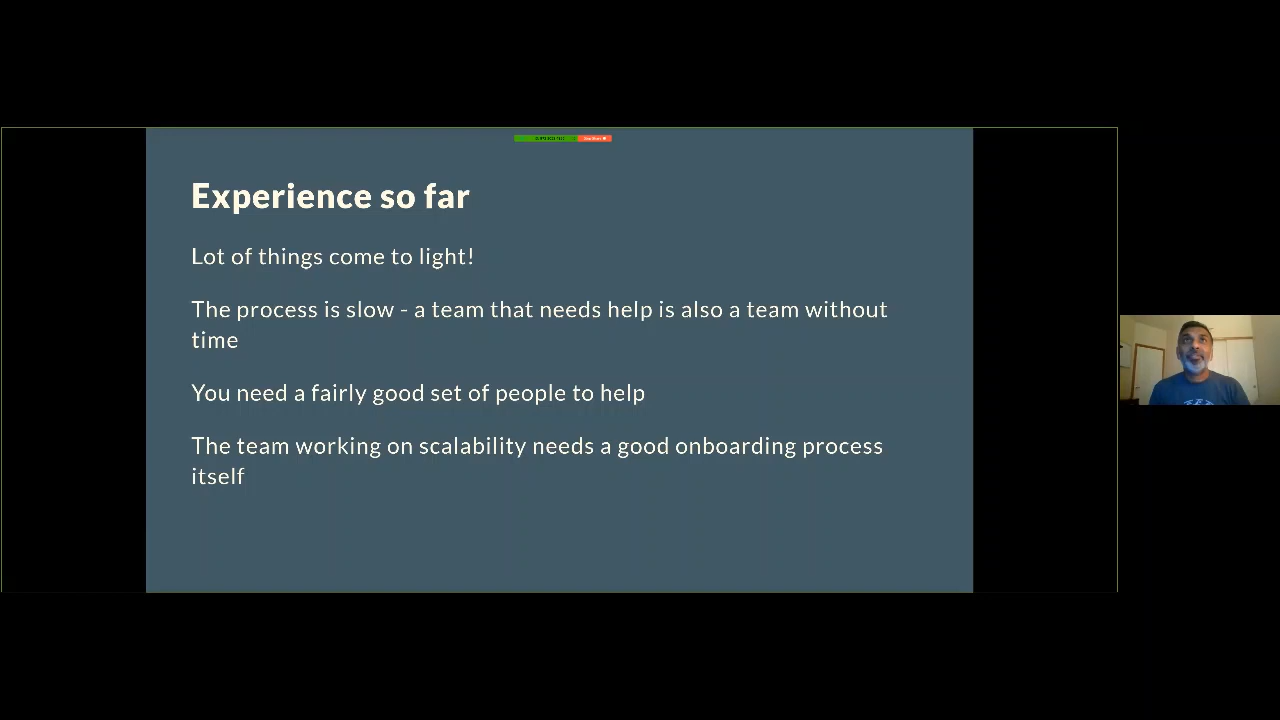 Experience so far
Lot of things come to light!
The process is slow - a team that needs help is also a team without
time
You need a fairly good set of people to help
The team working on scalability needs a good onboarding process
itself